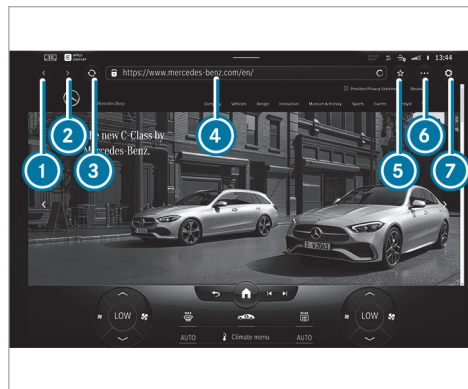 APPLE CARPLAY
13:44
https://www.mercedes-benz.com/en/
Provider/Privacy Statement
Mercedes-Benz
Company Vehicles Design Innovation Museum & History Sports Events
new C-Class by
Mercedes-Benz.
1
2
3
4
5
6
7
LOW
LOW
MAX
REAR
AUTO
Climate menu
AUTO